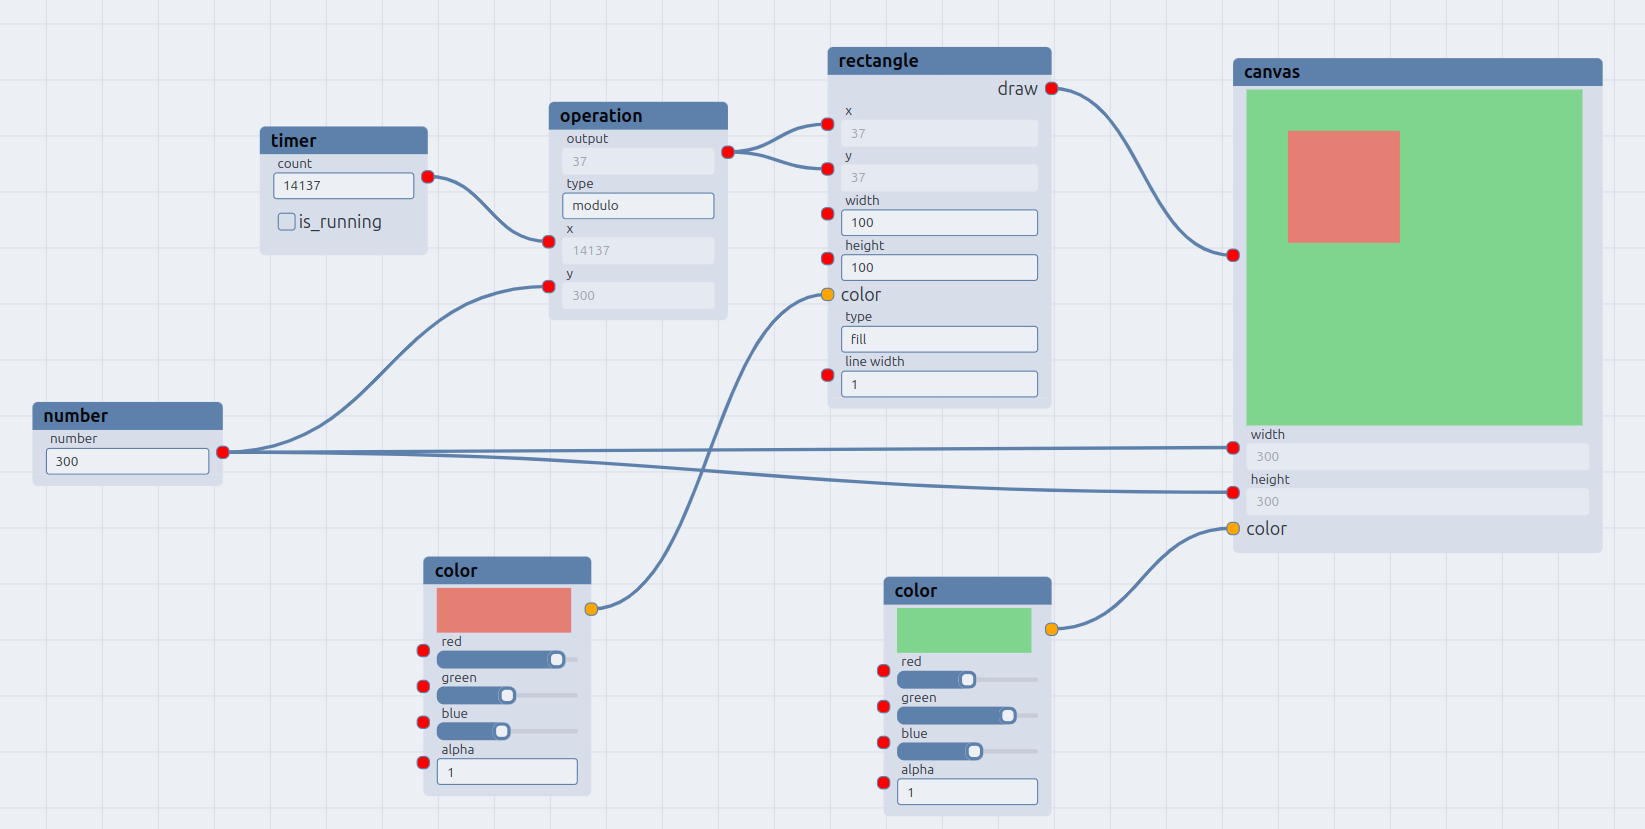 timer
count
14137
is_running
operation
output
37
type
modulo
x
14137
y
300
rectangle
draw
x
37
y
37
width
100
height
100
color
type
fill
line width
1
canvas
width
300
height
300
color
number
number
300
color
red
green
blue
alpha
1
color
red
green
blue
alpha
1